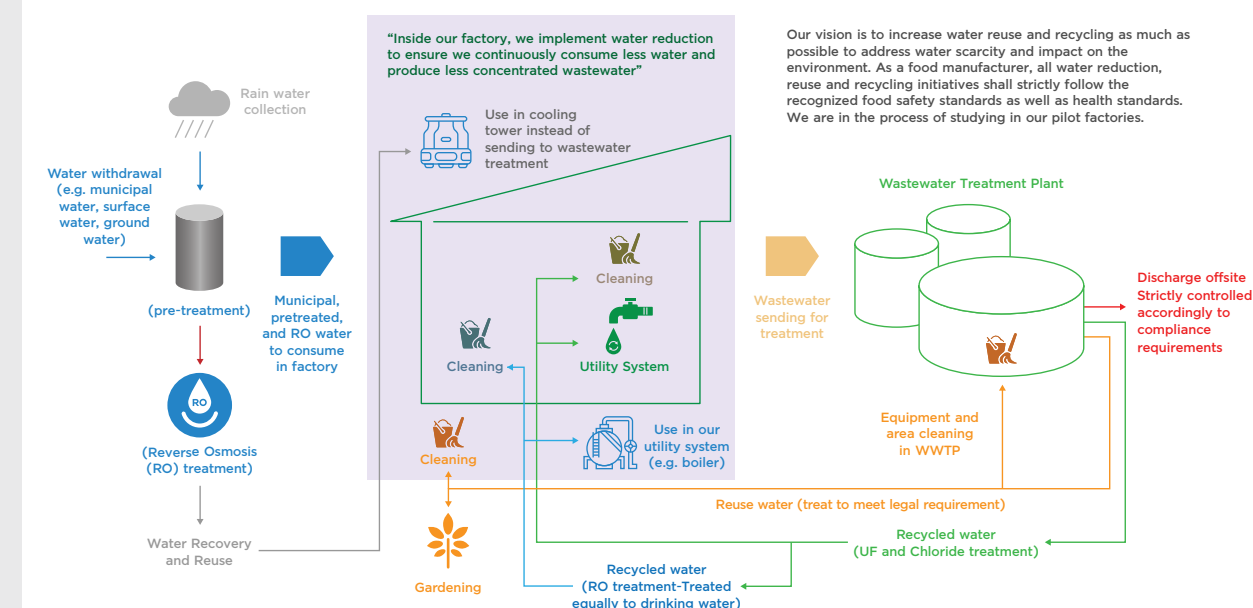 “Inside our factory, we implement water reduction
to ensure we continuously consume less water and
produce less concentrated wastewater”
Our vision is to increase water reuse and recycling as much as
possible to address water scarcity and impact on the
environment. As a food manufacturer, all water reduction,
reuse and recycling initiatives shall strictly follow the
recognized food safety standards as well as health standards.
We are in the process of studying in our pilot factories.
Rain water
collection
Use in cooling
tower instead of
sending to wastewater
treatment
Water withdrawal
(e.g. municipal
water, surface
water, ground
water)
(pre-treatment)
Municipal,
pretreated,
and RO water
to consume
in factory
RO
(Reverse Osmosis
(RO) treatment)
Water Recovery
and Reuse
Cleaning
Cleaning
Utility System
Cleaning
Use in our
utility system
(e.g. boiler)
Gardening
Wastewater
sending for
treatment
Wastewater Treatment Plant
Discharge offsite
Strictly controlled
accordingly to
compliance
requirements
Equipment and
area cleaning
in WWTP
Reuse water (treat to meet legal requirement)
Recycled water
(UF and Chloride treatment)
Recycled water
(RO treatment-Treated
equally to drinking water)